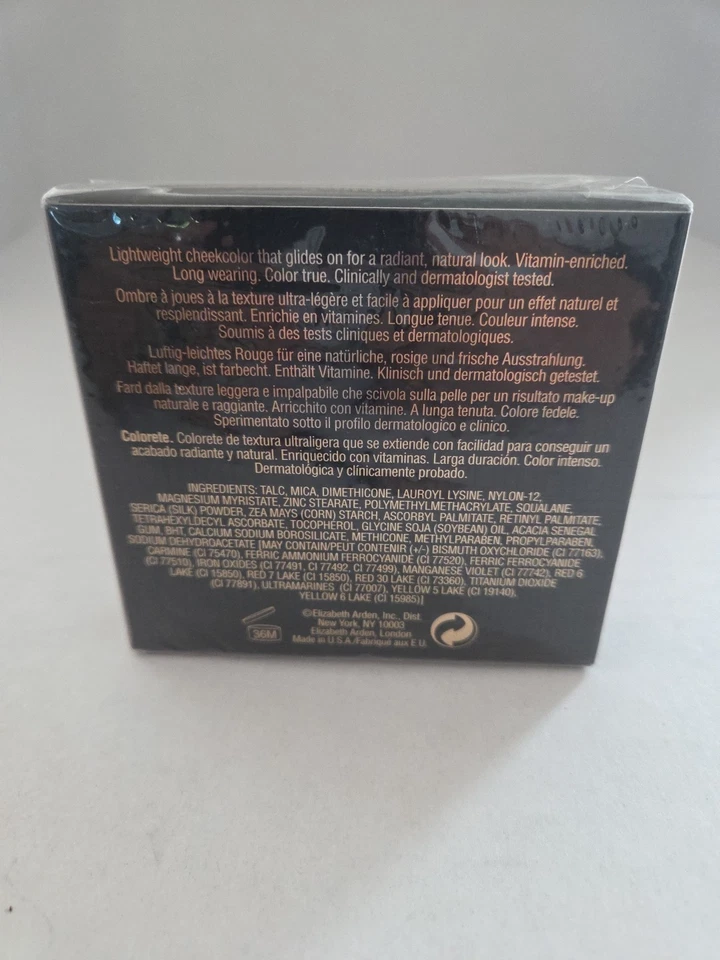 Lightweight cheekcolor that glides on for a radiant, natural look. Vitamin-enriched.
Long wearing. Color true. Clinically and dermatologist tested.
Ombre à joues à la texture ultra-légère et facile à appliquer pour un effet naturel et
resplendissant. Enrichie en vitamines. Longue tenue. Couleur intense.
Soumis à des tests cliniques et dermatologiques.
Luftig-leichtes Rouge für eine natürliche, rosige und frische Ausstrahlung.
Haftet lange, ist farbecht. Enthält Vitamine. Klinisch und dermatologisch getestet.
Fard dalla texture leggera e impalpabile che scivola sulla pelle per un risultato make-up
naturale e raggiante. Arricchito con vitamine. A lunga tenuta. Colore fedele.
Sperimentato sotto il profilo dermatologico e clinico.
Colorete. Colorete de textura ultraligera que se extiende con facilidad para conseguir un
acabado radiante y natural. Enriquecido con vitaminas. Larga duración. Color intenso.
Dermatológica y clínicamente probado.
INGREDIENTS: TALC, MICA, DIMETHICONE, LAUROYL LYSINE, NYLON-12,
MAGNESIUM MYRISTATE, ZINC STEARATE, POLYMETHYLMETHACRYLATE, SQUALANE,
SERICA (SILK) POWDER, ZEA MAYS (CORN) STARCH, ASCORBYL PALMITATE, RETINYL PALMITATE,
TETRAHEXYLDECYL ASCORBATE, TOCOPHEROL, GLYCINE SOJA (SOYBEAN) OIL, ACACIA SENEGAL
GUM, BHT, CALCIUM SODIUM BOROSILICATE, METHICONE, METHYLPARABEN, PROPYLPARABEN,
SODIUM DEHYDROACETATE [MAY CONTAIN/PEUT CONTENIR (+/-) BISMUTH OXYCHLORIDE (CI 77163),
CARMINE (CI 75470), FERRIC AMMONIUM FERROCYANIDE (CI 77520), FERRIC FERROCYANIDE
(CI 77510), IRON OXIDES (CI 77491, CI 77492, CI 77499), MANGANESE VIOLET (CI 77742), RED 6
LAKE (CI 15850), RED 7 LAKE (CI 15850), RED 30 LAKE (CI 73360), TITANIUM DIOXIDE
(CI 77891), ULTRAMARINES (CI 77007), YELLOW 5 LAKE (CI 19140),
YELLOW 6 LAKE (CI 15985)]
36M
©Elizabeth Arden, Inc., Dist.
New York, NY 10003
Elizabeth Arden, London
Made in U.S.A./Fabriqué aux E.U.